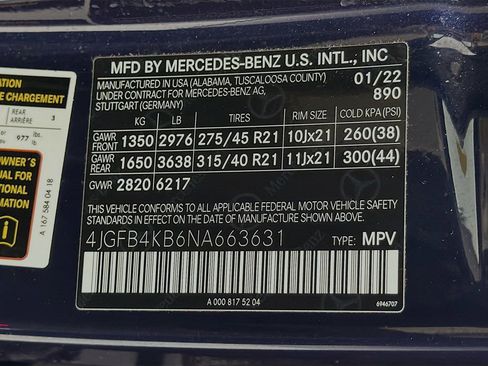 MATION
E CHARGEMENT
REAR
ARRIÈRE
3
977
lbs.
OWNER'S
MANUAL FOR
A 167 584 04 18
MFD BY MERCEDES-BENZ U.S. INTL., INC
MANUFACTURED IN USA (ALABAMA, TUSCALOOSA COUNTY) 01/22
UNDER CONTRACT FOR MERCEDES-BENZ AG, 890
STUTTGART (GERMANY)
KG LB TIRES RIM SIZE COLD KPA(PSI)
GAWR FRONT 1350 2976 275/45 R21 10Jx21 260(38)
GAWR REAR 1650 3638 315/40 R21 11Jx21 300(44)
GVWR 2820 6217
THIS VEHICLE CONFORMS TO ALL APPLICABLE FEDERAL MOTOR VEHICLE SAFETY
STANDARDS IN EFFECT ON THE DATE OF MANUFACTURE SHOWN ABOVE.
4JGFB4KB6NA663631 TYPE: MPV
A 000 817 52 04
6946707